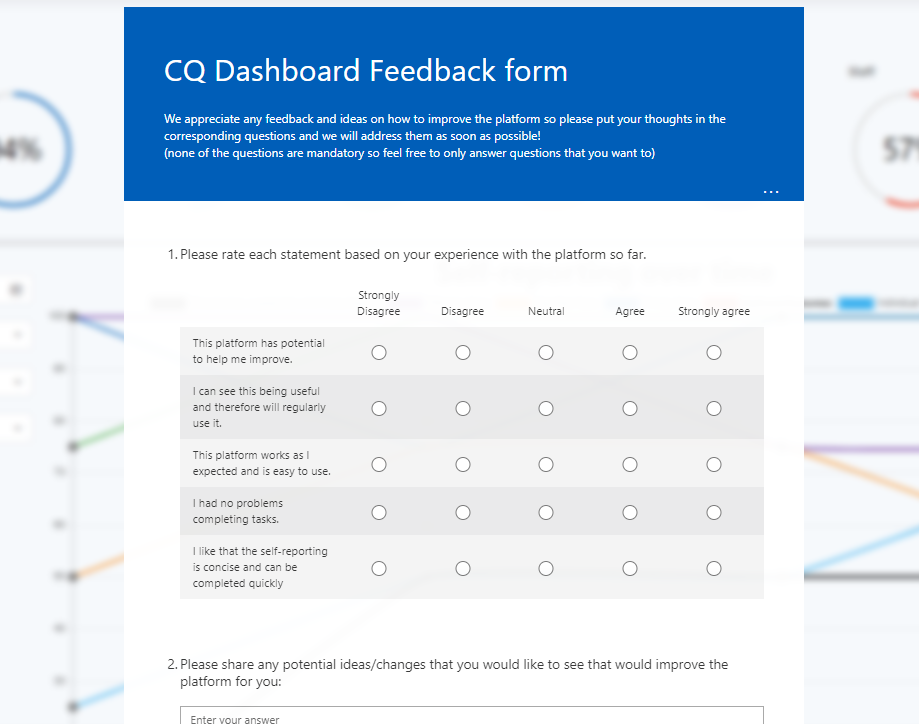 CQ Dashboard Feedback form
We appreciate any feedback and ideas on how to improve the platform so please put your thoughts in the
corresponding questions and we will address them as soon as possible!
(none of the questions are mandatory so feel free to only answer questions that you want to)
...
1. Please rate each statement based on your experience with the platform so far.
Strongly
Disagree
Disagree
Neutral
Agree
Strongly agree
This platform has potential
to help me improve.
I can see this being useful
and therefore will regularly
use it.
This platform works as I
expected and is easy to use.
I had no problems
completing tasks.
I like that the self-reporting
is concise and can be
completed quickly
2. Please share any potential ideas/changes that you would like to see that would improve the
platform for you:
Enter your answer